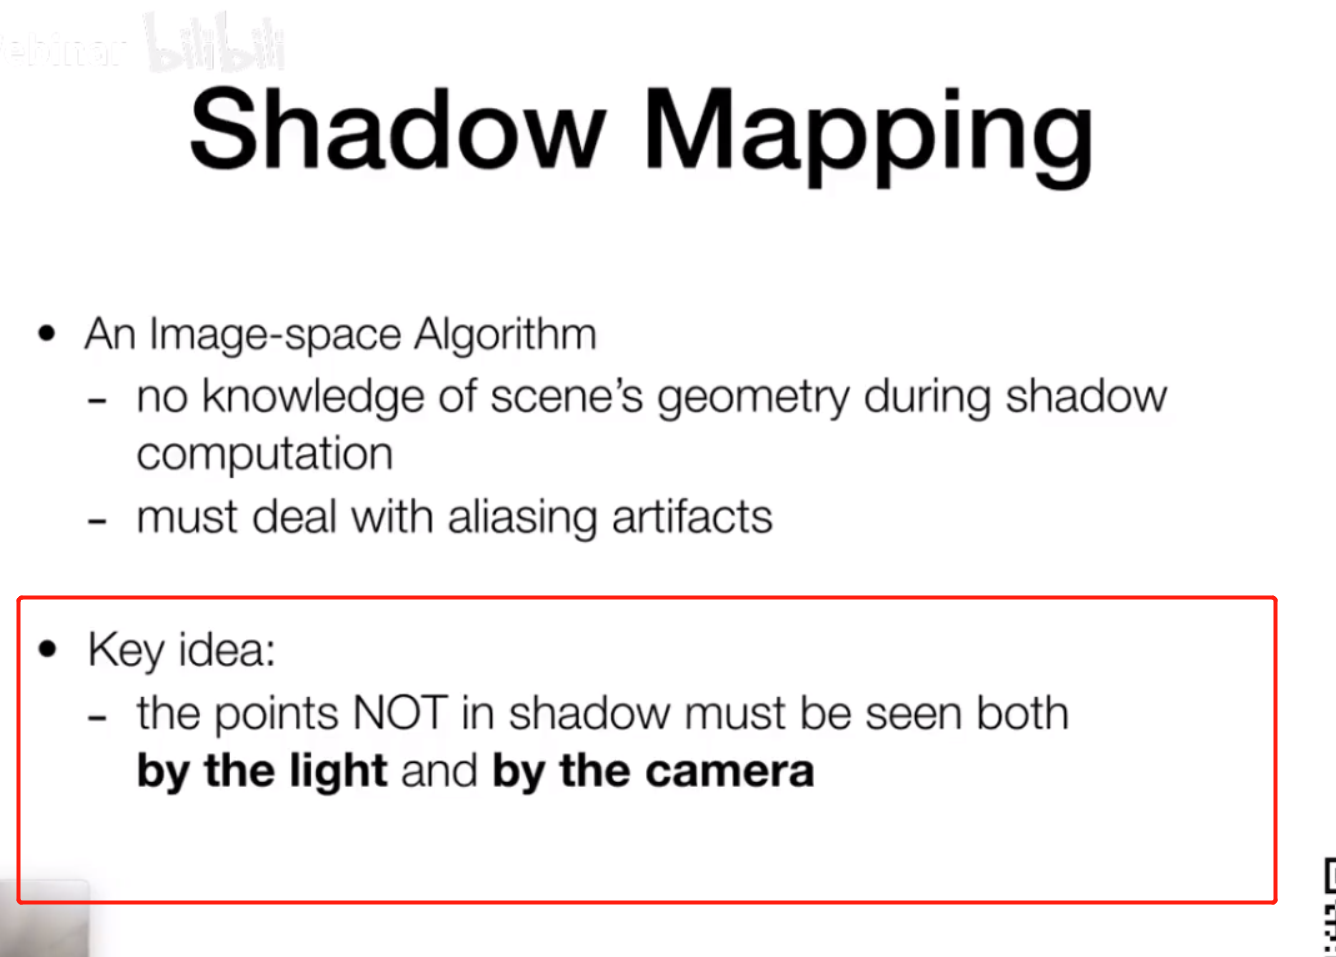 bilibili
Shadow Mapping
• An Image-space Algorithm
- no knowledge of scene’s geometry during shadow
computation
- must deal with aliasing artifacts
• Key idea:
- the points NOT in shadow must be seen both
by the light and by the camera